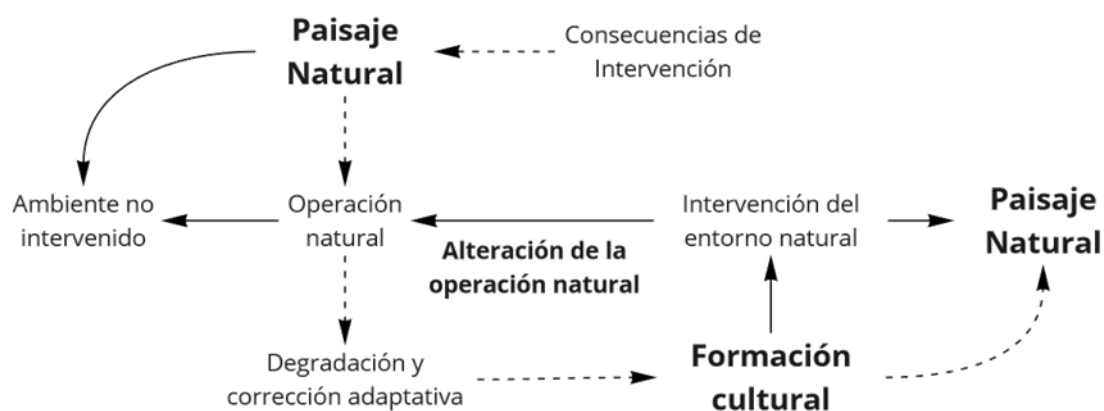 Paisaje
Natural
Consecuencias de
Intervención
Ambiente no
intervenido
Operación
natural
Alteración de la
operación natural
Intervención del
entorno natural
Paisaje
Natural
Degradación y
corrección adaptativa
Formación
cultural